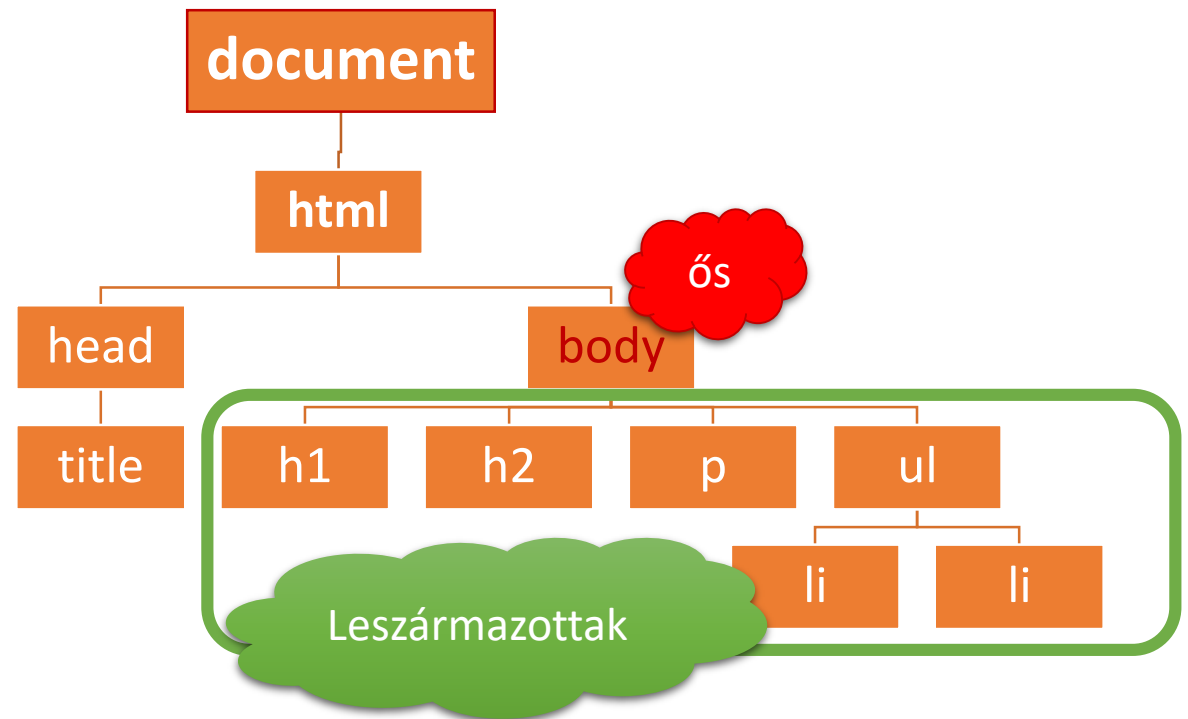 document
html
ős
head
body
title
h1
h2
p
ul
li
li
Leszármazottak